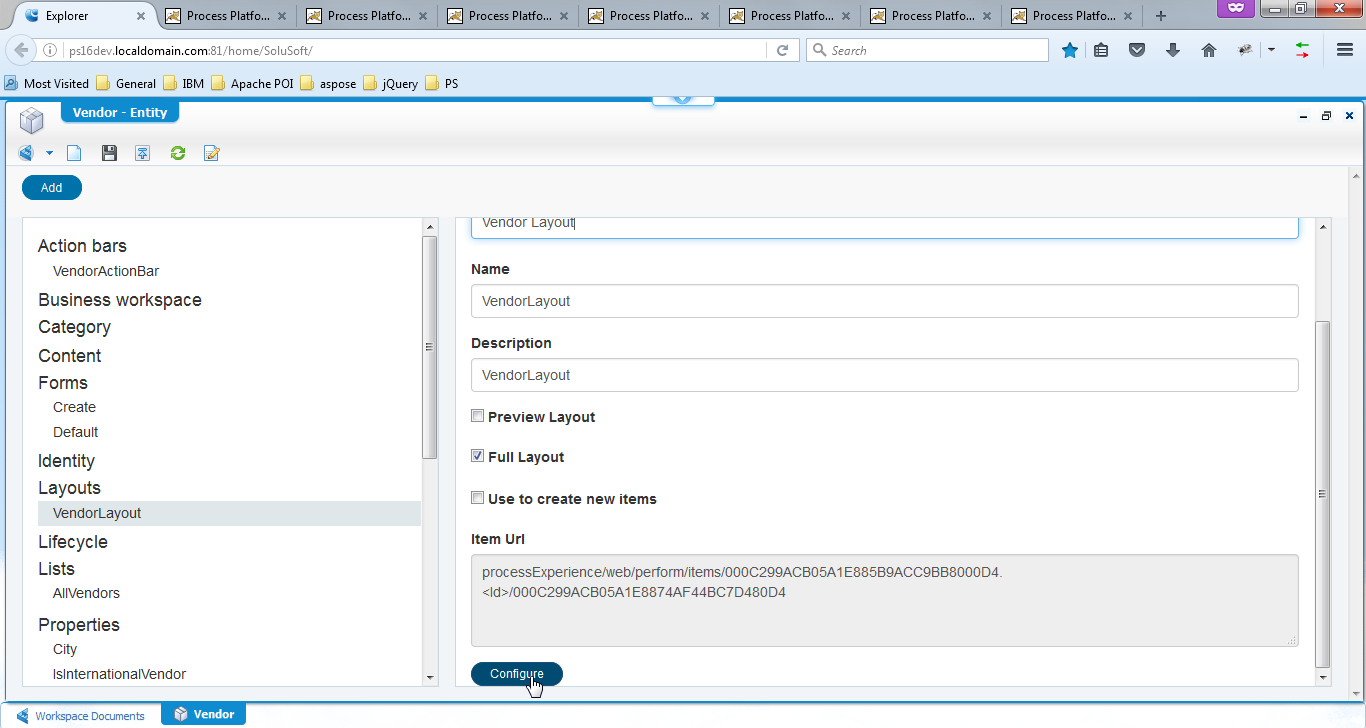 Explorer
Process Platfo...
Process Platfo...
Process Platfo...
Process Platfo...
Process Platfo...
Process Platfo...
Process Platfo...
ps16dev.localdomain.com:81/home/SoluSoft/
Search
Most Visited
General
IBM
Apache POI
aspose
jQuery
PS
Vendor - Entity
Add
Action bars
VendorActionBar
Business workspace
Category
Content
Forms
Create
Default
Identity
Layouts
VendorLayout
Lifecycle
Lists
AllVendors
Properties
City
IsInternationalVendor
Vendor Layout
Name
VendorLayout
Description
VendorLayout
Preview Layout
Full Layout
Use to create new items
Item Url
processExperience/web/perform/items/000C299ACB05A1E885B9ACC9BB8000D4.
<Id>/000C299ACB05A1E8874AF44BC7D480D4
Configure
Workspace Documents
Vendor